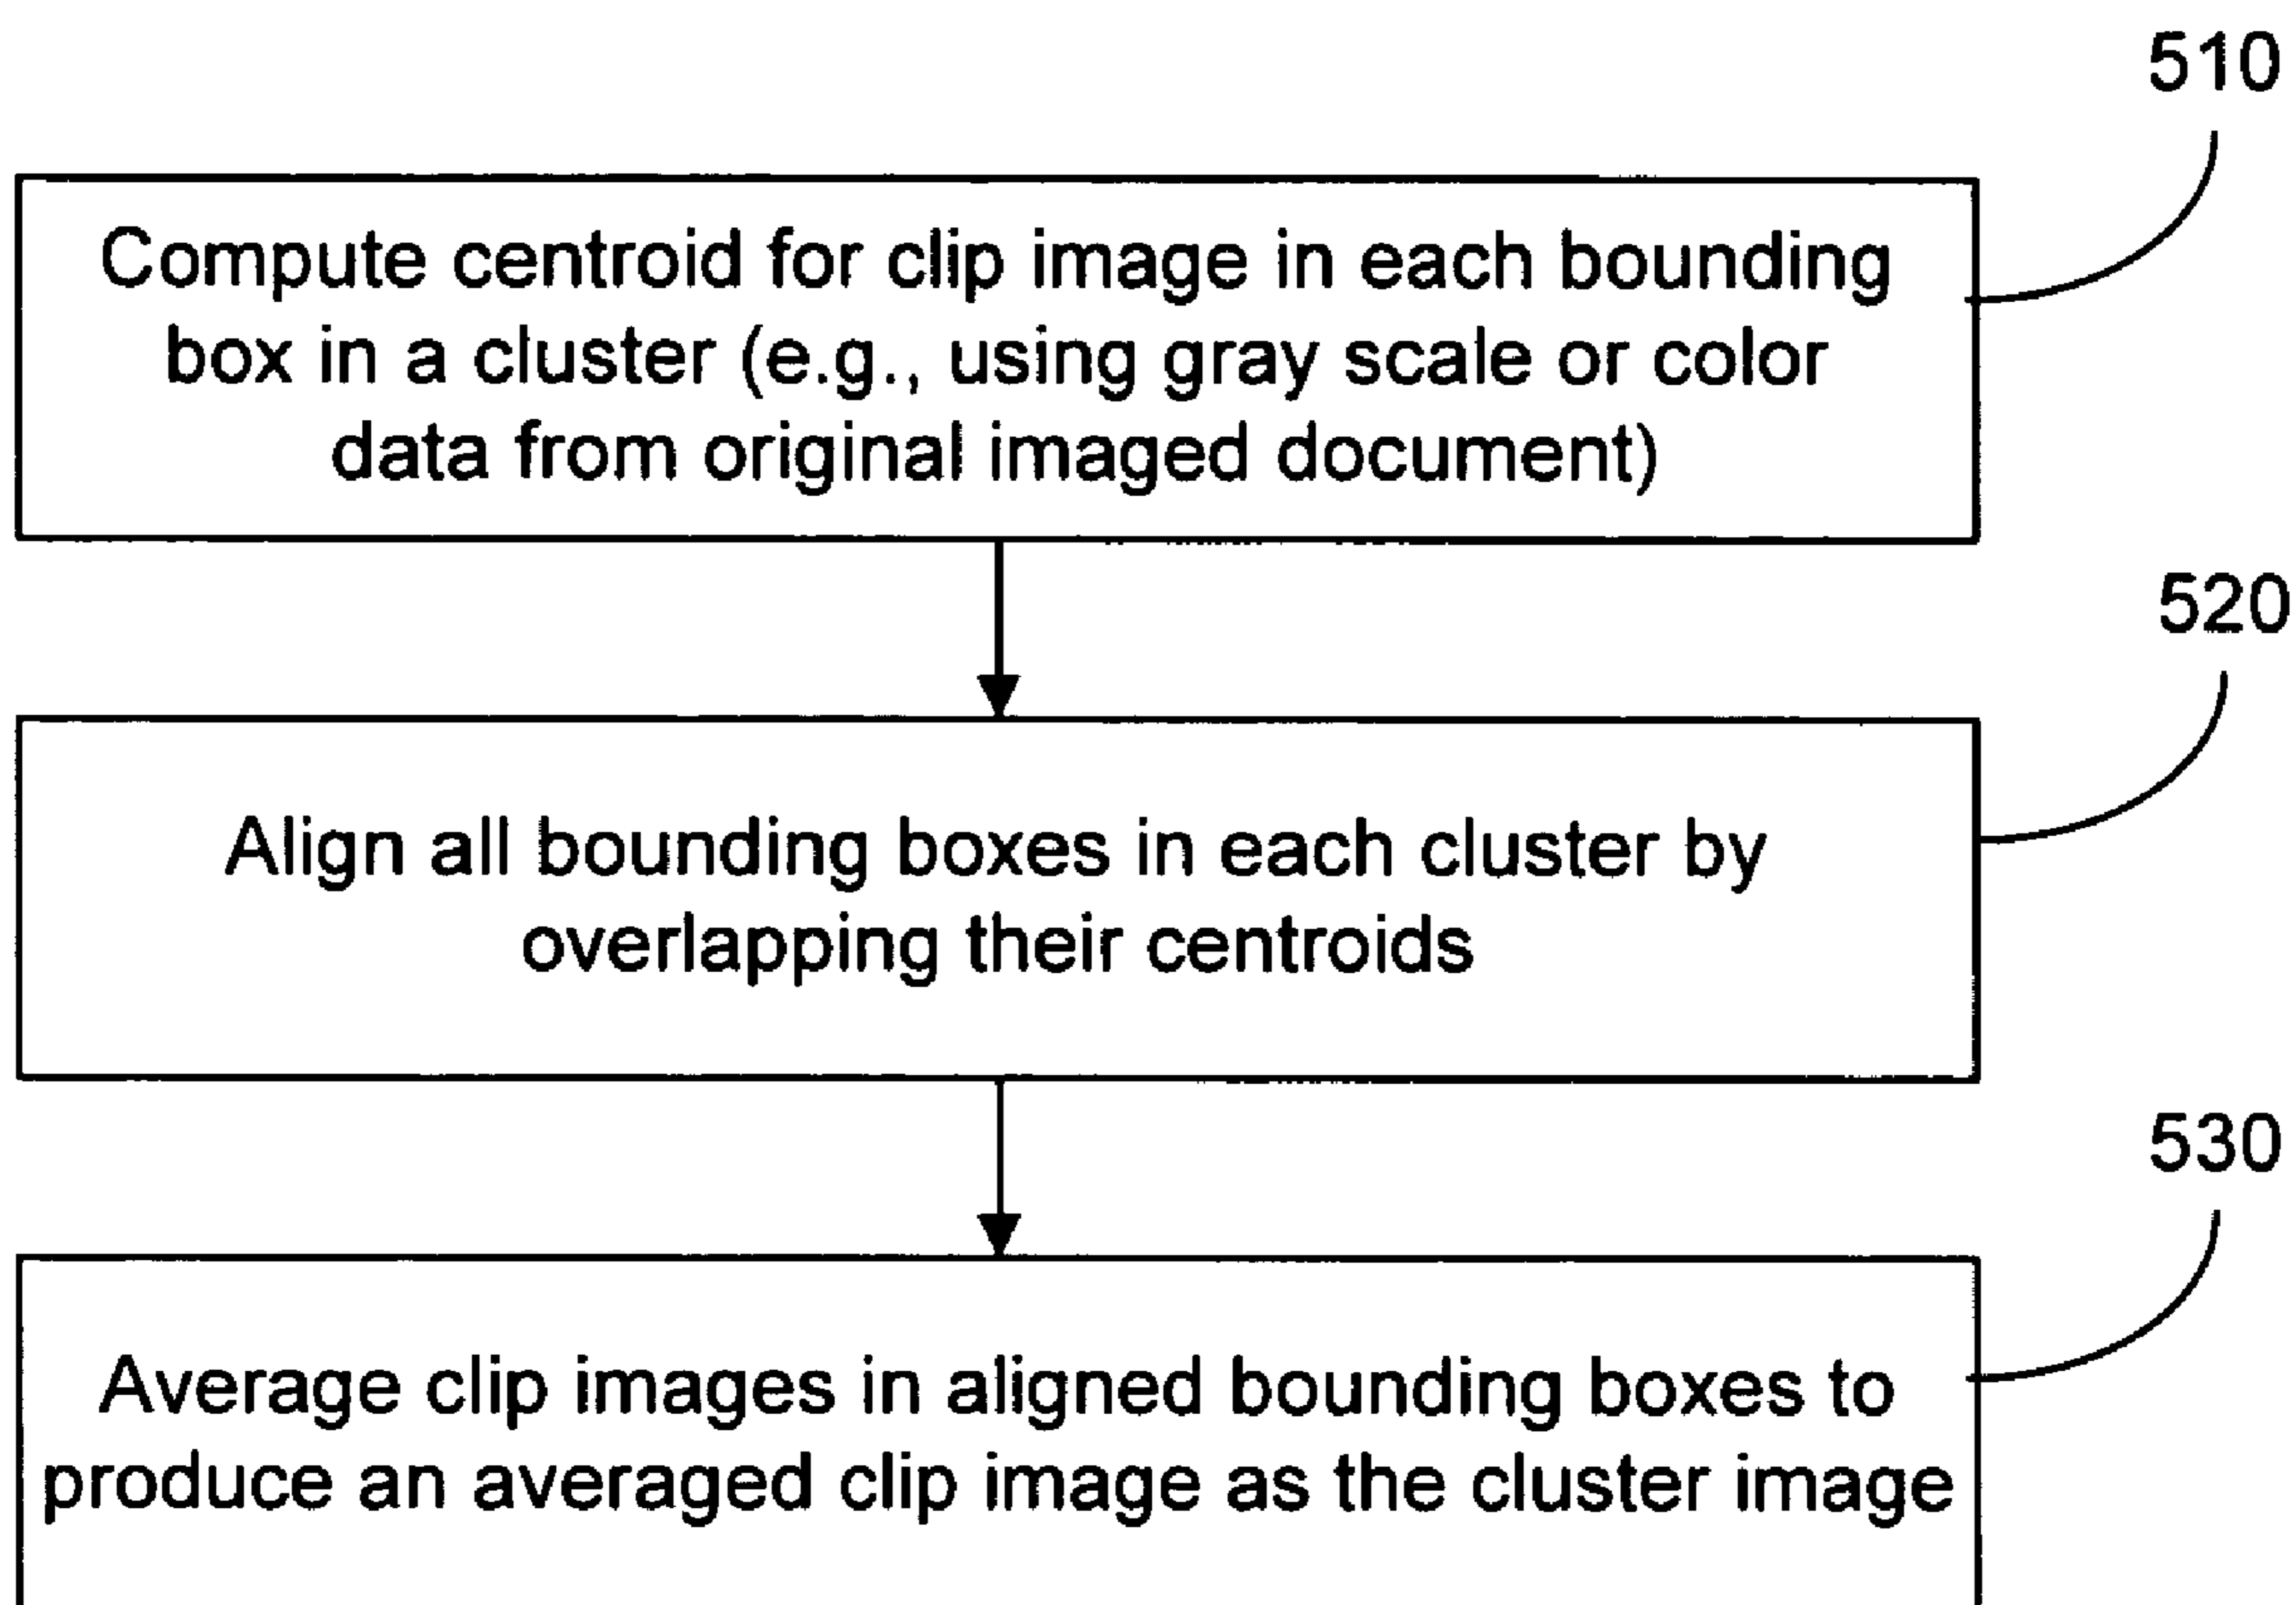 510
Compute centroid for clip image in each bounding
box in a cluster (e.g., using gray scale or color
data from original imaged document)
520
Align all bounding boxes in each cluster by
overlapping their centroids
530
Average clip images in aligned bounding boxes to
produce an averaged clip image as the cluster image